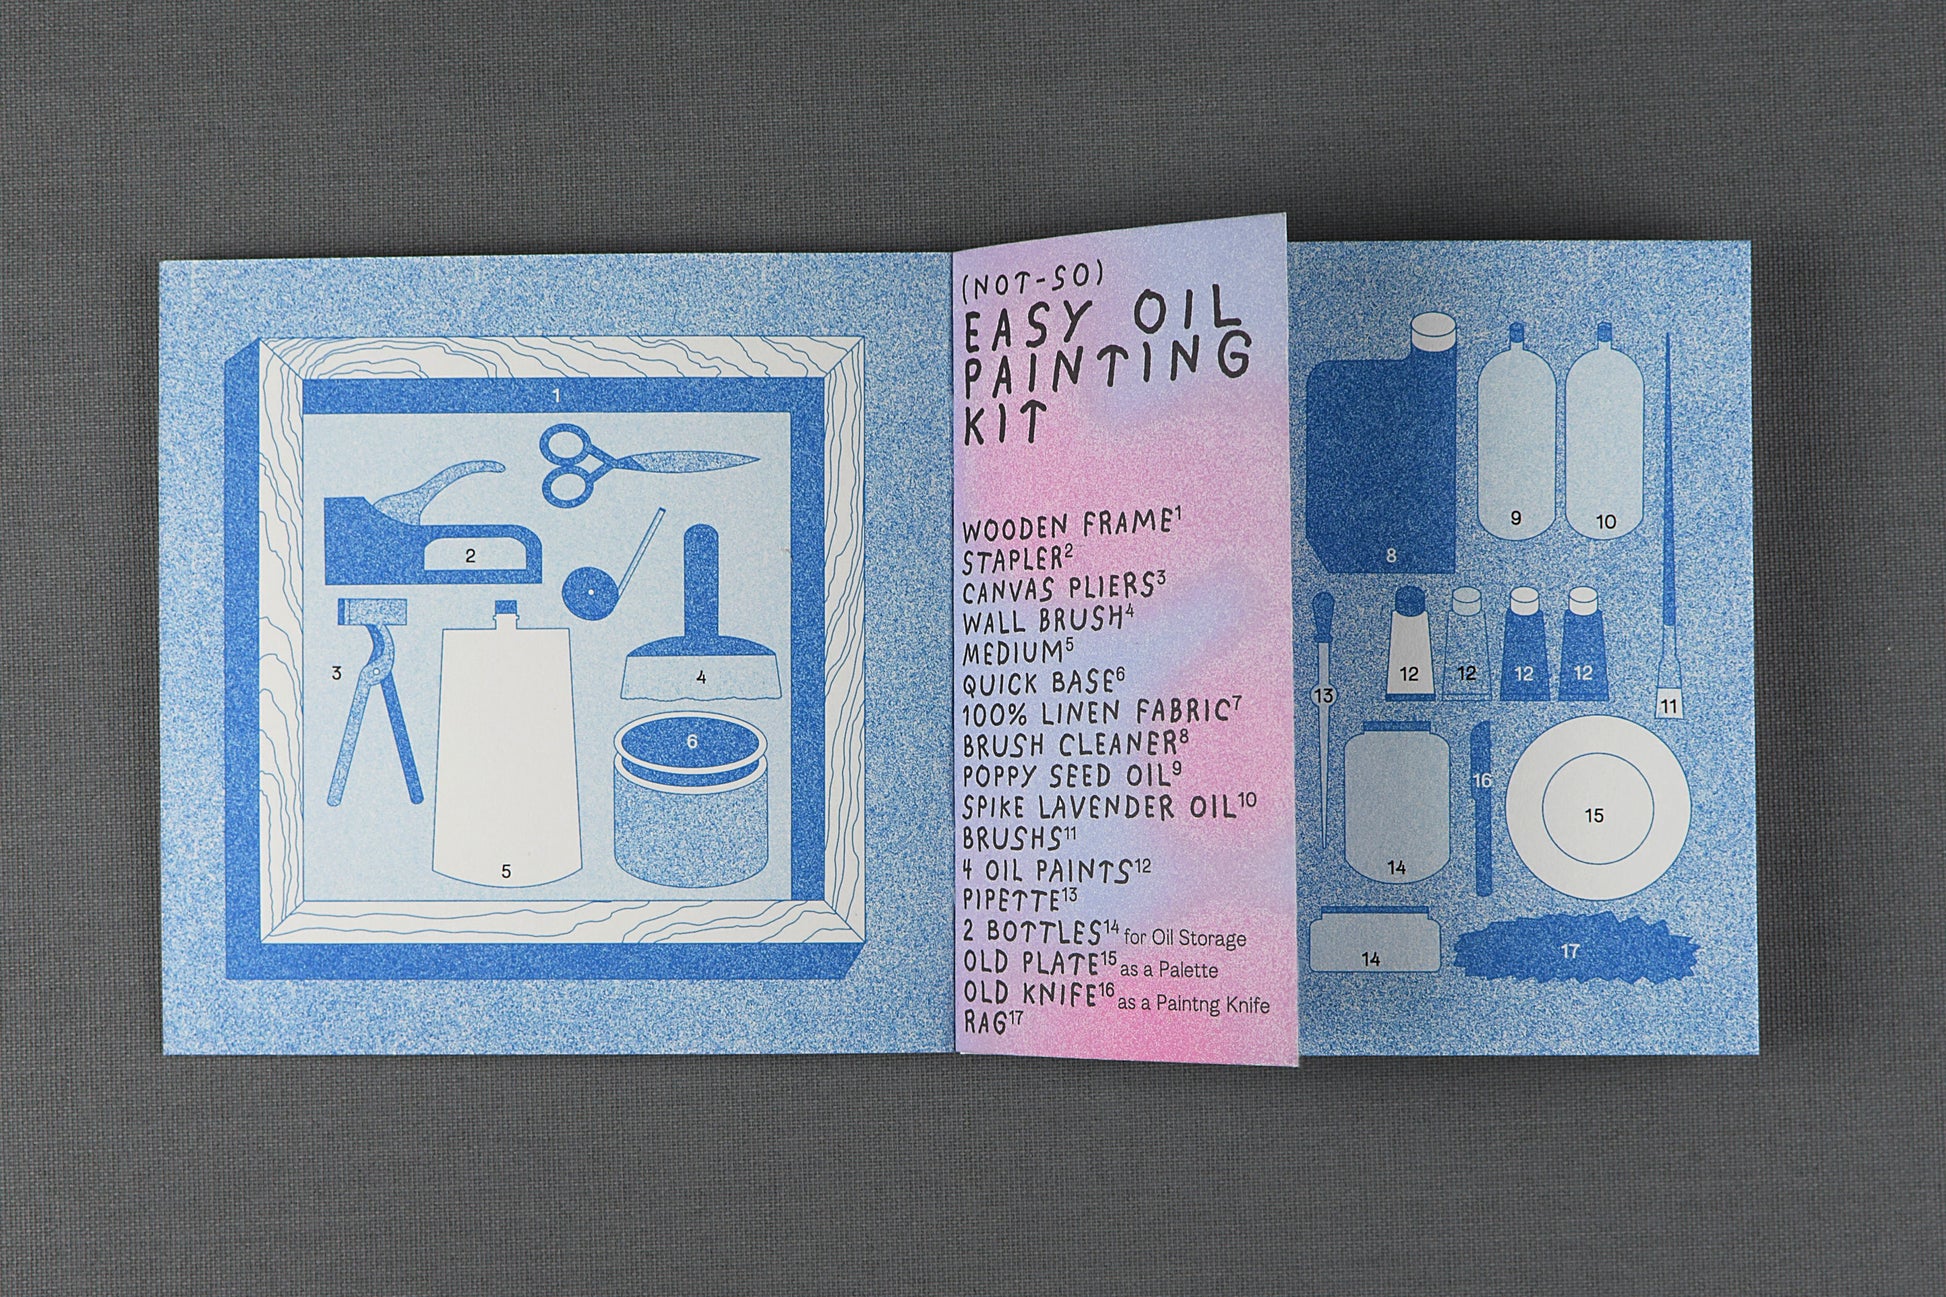 1
2
3
4
5
6
(NOT-SO)
EASY OIL
PAINTING
KIT
WOODEN FRAME¹
STAPLER²
CANVAS PLIERS³
WALL BRUSH⁴
MEDIUM⁵
QUICK BASE⁶
100% LINEN FABRIC⁷
BRUSH CLEANER⁸
POPPY SEED OIL⁹
SPIKE LAVENDER OIL¹⁰
BRUSHS¹¹
4 OIL PAINTS¹²
PIPETTE¹³
2 BOTTLES¹⁴ for Oil Storage
OLD PLATE¹⁵ as a Palette
OLD KNIFE¹⁶ as a Paintng Knife
RAG¹⁷
8
9
10
11
12
12
12
12
13
14
16
15
14
17